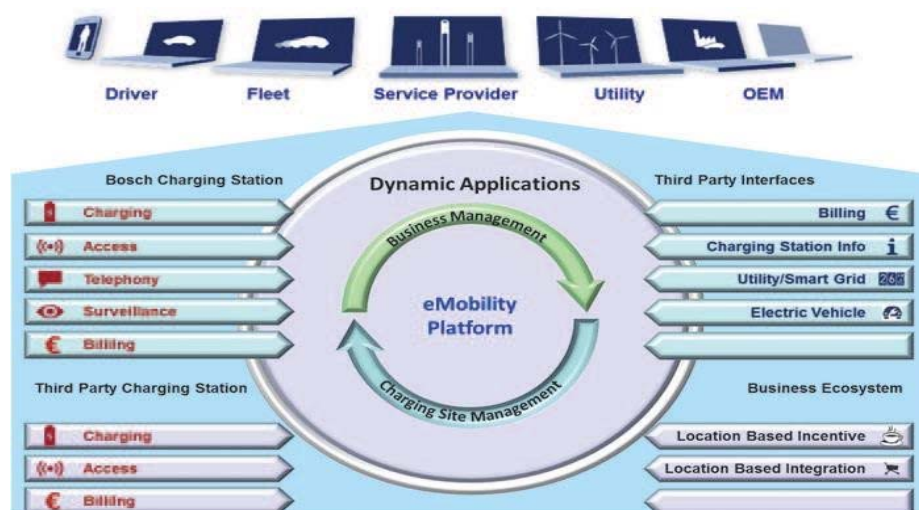 Driver
Fleet
Service Provider
Utility
OEM
Bosch Charging Station
Charging
Access
Telephony
Surveillance
€ Billing
Third Party Charging Station
Charging
Access
€ Billing
Dynamic Applications
Business Management
eMobility
Platform
Charging Site Management
Third Party Interfaces
Billing €
Charging Station Info i
Utility/Smart Grid 262
Electric Vehicle
Business Ecosystem
Location Based Incentive
Location Based Integration